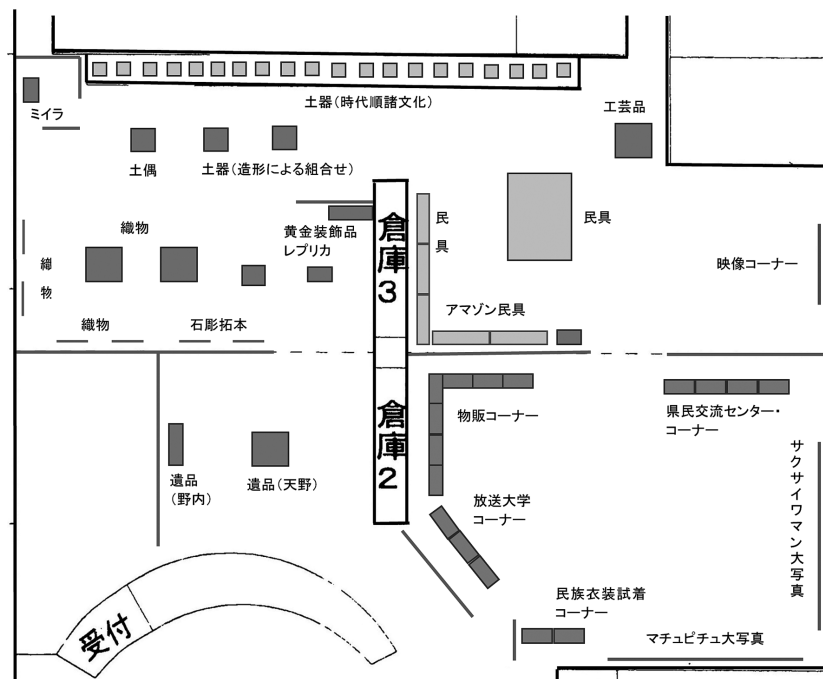 土器(時代順諸文化)
工芸品
ミイラ
土偶
土器(造形による組合せ)
織物
黄金装飾品
レプリカ
倉庫3
民具
民具
織物
映像コーナー
アマゾン民具
織物
石彫拓本
倉庫2
物販コーナー
県民交流センター・
コーナー
サクサイワマン大写真
遺品
(野内)
遺品(天野)
放送大学
コーナー
民族衣装試着
コーナー
マチュピチュ大写真
受付